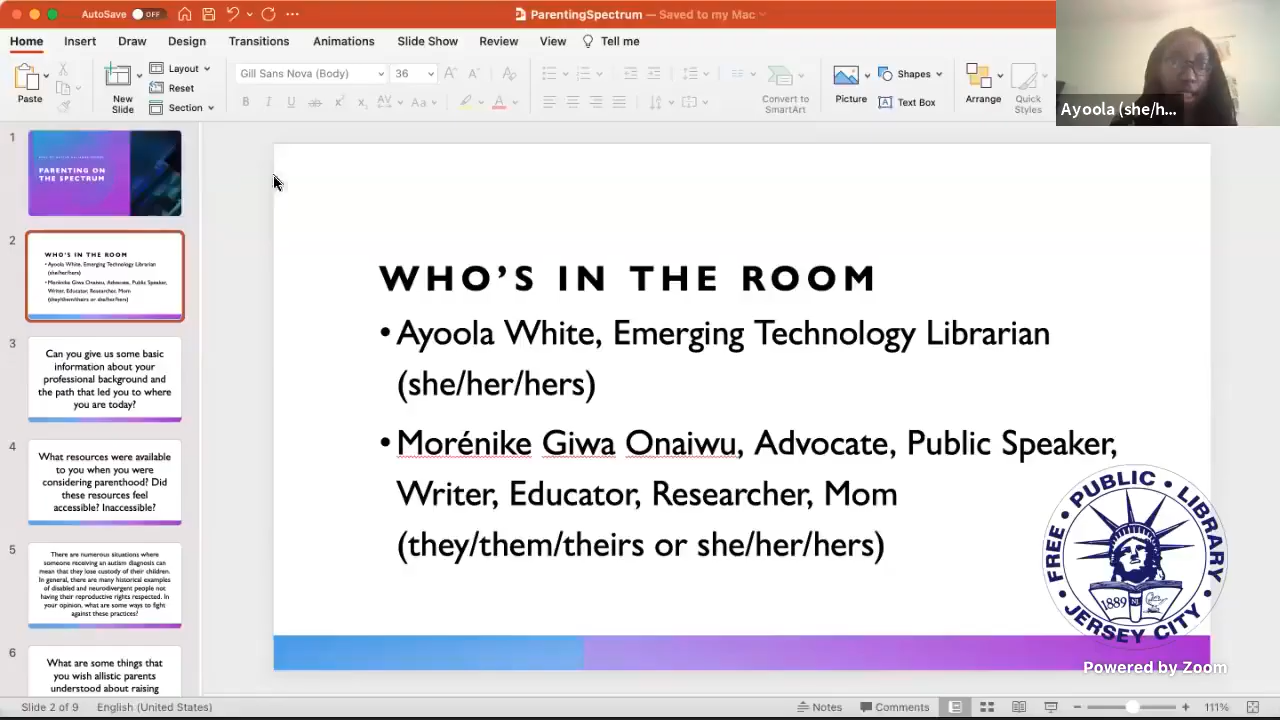 AutoSave OFF
ParentingSpectrum — Saved to my Mac
Home Insert Draw Design Transitions Animations Slide Show Review View Tell me
Paste
New
Slide
Layout
Reset
Section
Gill Sans Nova (Body) 36
Convert to
SmartArt
Picture
Shapes
Text Box
Arrange
Quick
Styles
Ayoola (she/h...
1
PARENTING ON
THE SPECTRUM
2
WHO'S IN THE ROOM
• Ayoola White, Emerging Technology Librarian
(she/her/hers)
• Morénike Giwa Onaiwu, Advocate, Public Speaker,
Writer, Educator, Researcher, Mom
(they/them/theirs or she/her/hers)
3
Can you give us some basic
information about your
professional background and
the path that led you to where
you are today?
4
What resources were available
to you when you were
considering parenthood? Did
these resources feel
accessible? Inaccessible?
5
There are numerous situations where
someone receiving an autism diagnosis can
mean that they lose custody of their children.
In general, there are many historical examples
of disabled and neurodivergent people not
having their reproductive rights respected. In
your opinion, what are some ways to fight
against these practices?
6
What are some things that
you wish allistic parents
understood about raising
WHO'S IN THE ROOM
• Ayoola White, Emerging Technology Librarian
(she/her/hers)
• Morénike Giwa Onaiwu, Advocate, Public Speaker,
Writer, Educator, Researcher, Mom
(they/them/theirs or she/her/hers)
FREE • PUBLIC • LIBRARY
1889 NJ
JERSEY CITY
Powered by Zoom
Slide 2 of 9 English (United States) Notes Comments 111%